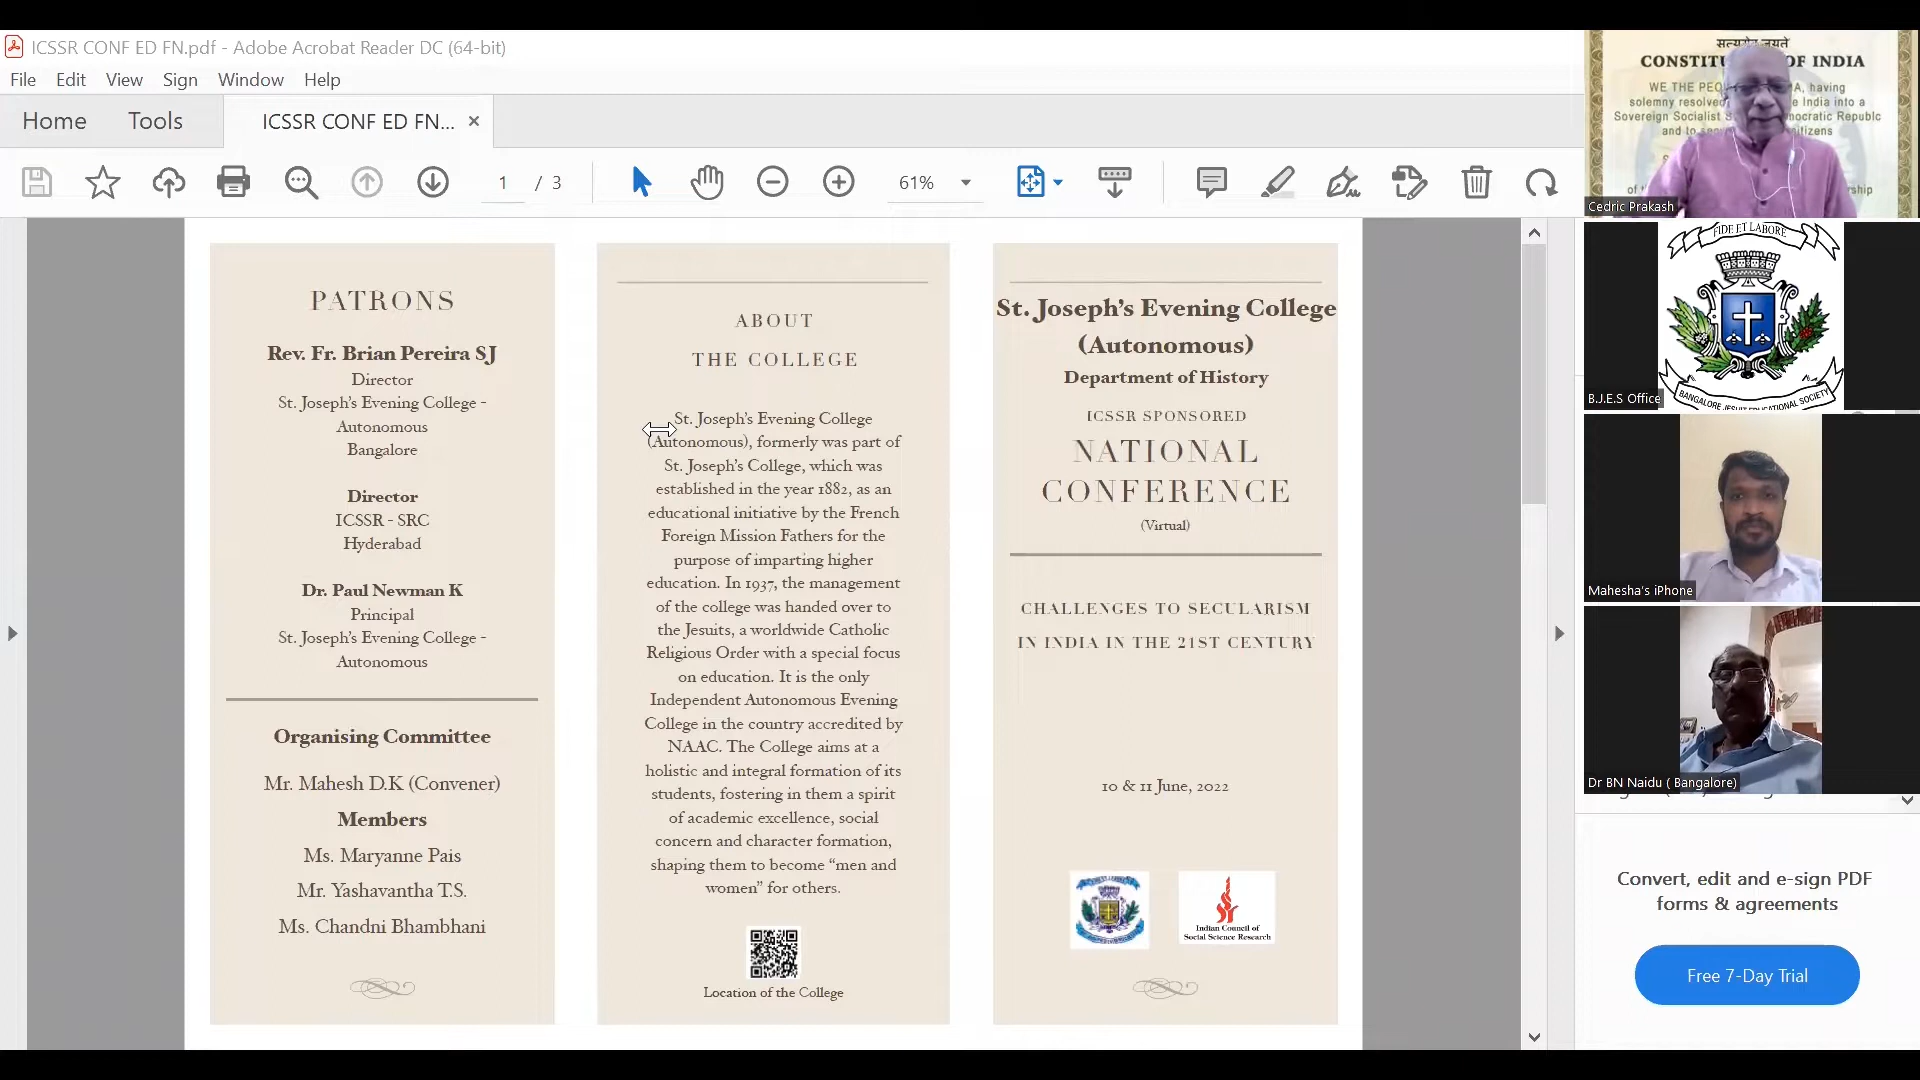 ICSSR CONF ED FN.pdf - Adobe Acrobat Reader DC (64-bit)
File Edit View Sign Window Help
Home Tools ICSSR CONF ED FN... ×
1 / 3 61%
PATRONS
Rev. Fr. Brian Pereira SJ
Director
St. Joseph's Evening College -
Autonomous
Bangalore
Director
ICSSR - SRC
Hyderabad
Dr. Paul Newman K
Principal
St. Joseph's Evening College -
Autonomous
Organising Committee
Mr. Mahesh D.K (Convener)
Members
Ms. Maryanne Pais
Mr. Yashavantha T.S.
Ms. Chandni Bhambhani
ABOUT
THE COLLEGE
St. Joseph's Evening College
(Autonomous), formerly was part of
St. Joseph's College, which was
established in the year 1882, as an
educational initiative by the French
Foreign Mission Fathers for the
purpose of imparting higher
education. In 1937, the management
of the college was handed over to
the Jesuits, a worldwide Catholic
Religious Order with a special focus
on education. It is the only
Independent Autonomous Evening
College in the country accredited by
NAAC. The College aims at a
holistic and integral formation of its
students, fostering in them a spirit
of academic excellence, social
concern and character formation,
shaping them to become “men and
women” for others.
Location of the College
St. Joseph's Evening College
(Autonomous)
Department of History
ICSSR SPONSORED
NATIONAL
CONFERENCE
(Virtual)
CHALLENGES TO SECULARISM
IN INDIA IN THE 21ST CENTURY
10 & 11 June, 2022
Indian Council of
Social Science Research
सत्यमेव जयते
CONSTITU OF INDIA
WE THE PEO A, having
solemny resolved e India into a
Sovereign Socialist S mocratic Republc
and to se itizens
Cedric Prakash
FIDE ET LABORE
BANGALORE JESUIT EDUCATIONAL SOCIETY
B.J.E.S Office
Mahesha's iPhone
Dr BN Naidu ( Bangalore)
Convert, edit and e-sign PDF
forms & agreements
Free 7-Day Trial